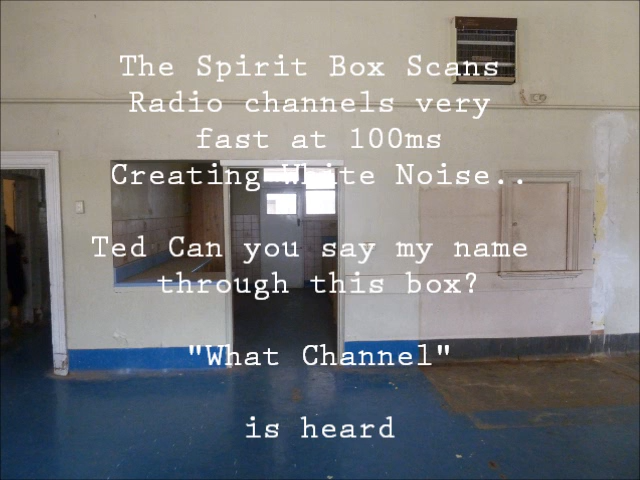 The Spirit Box Scans
Radio channels very
fast at 100ms
Creating White Noise..
Ted Can you say my name
through this box?
"What Channel"
is heard